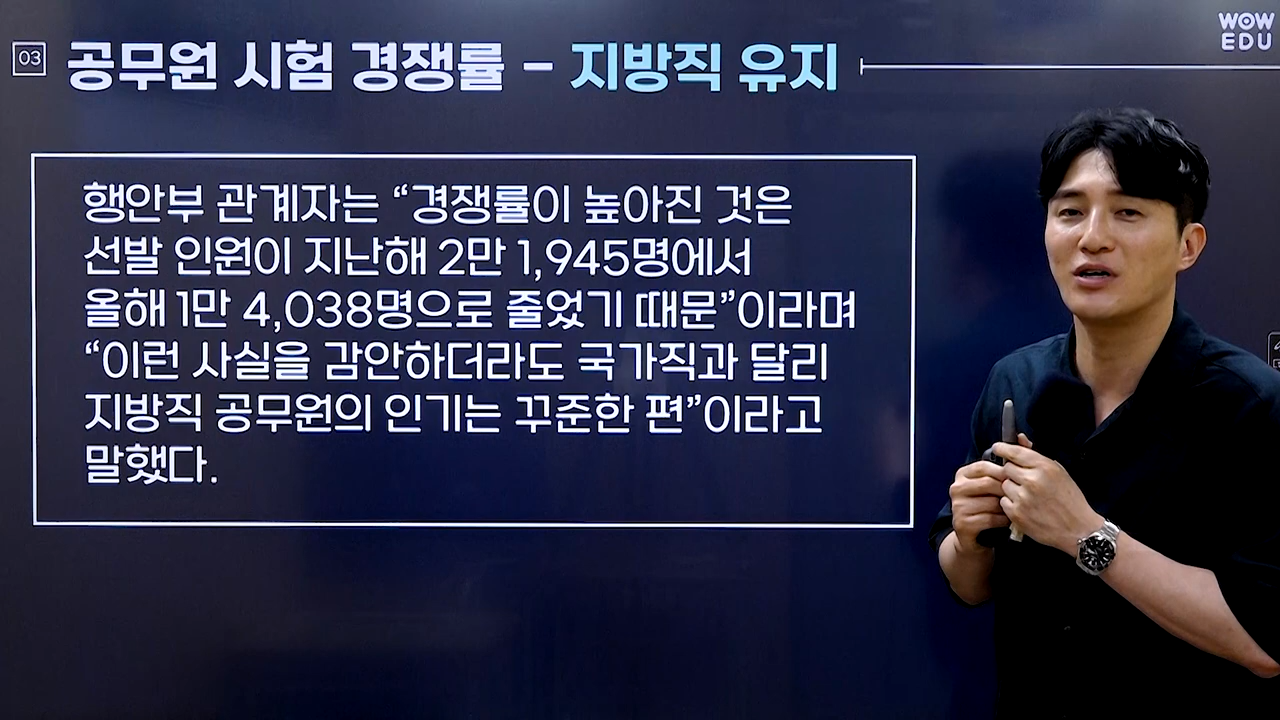 WOW
EDU
03
공무원 시험 경쟁률 - 지방직 유지
행안부 관계자는 “경쟁률이 높아진 것은
선발 인원이 지난해 2만 1,945명에서
올해 1만 4,038명으로 줄었기 때문”이라며
“이런 사실을 감안하더라도 국가직과 달리
지방직 공무원의 인기는 꾸준한 편”이라고
말했다.